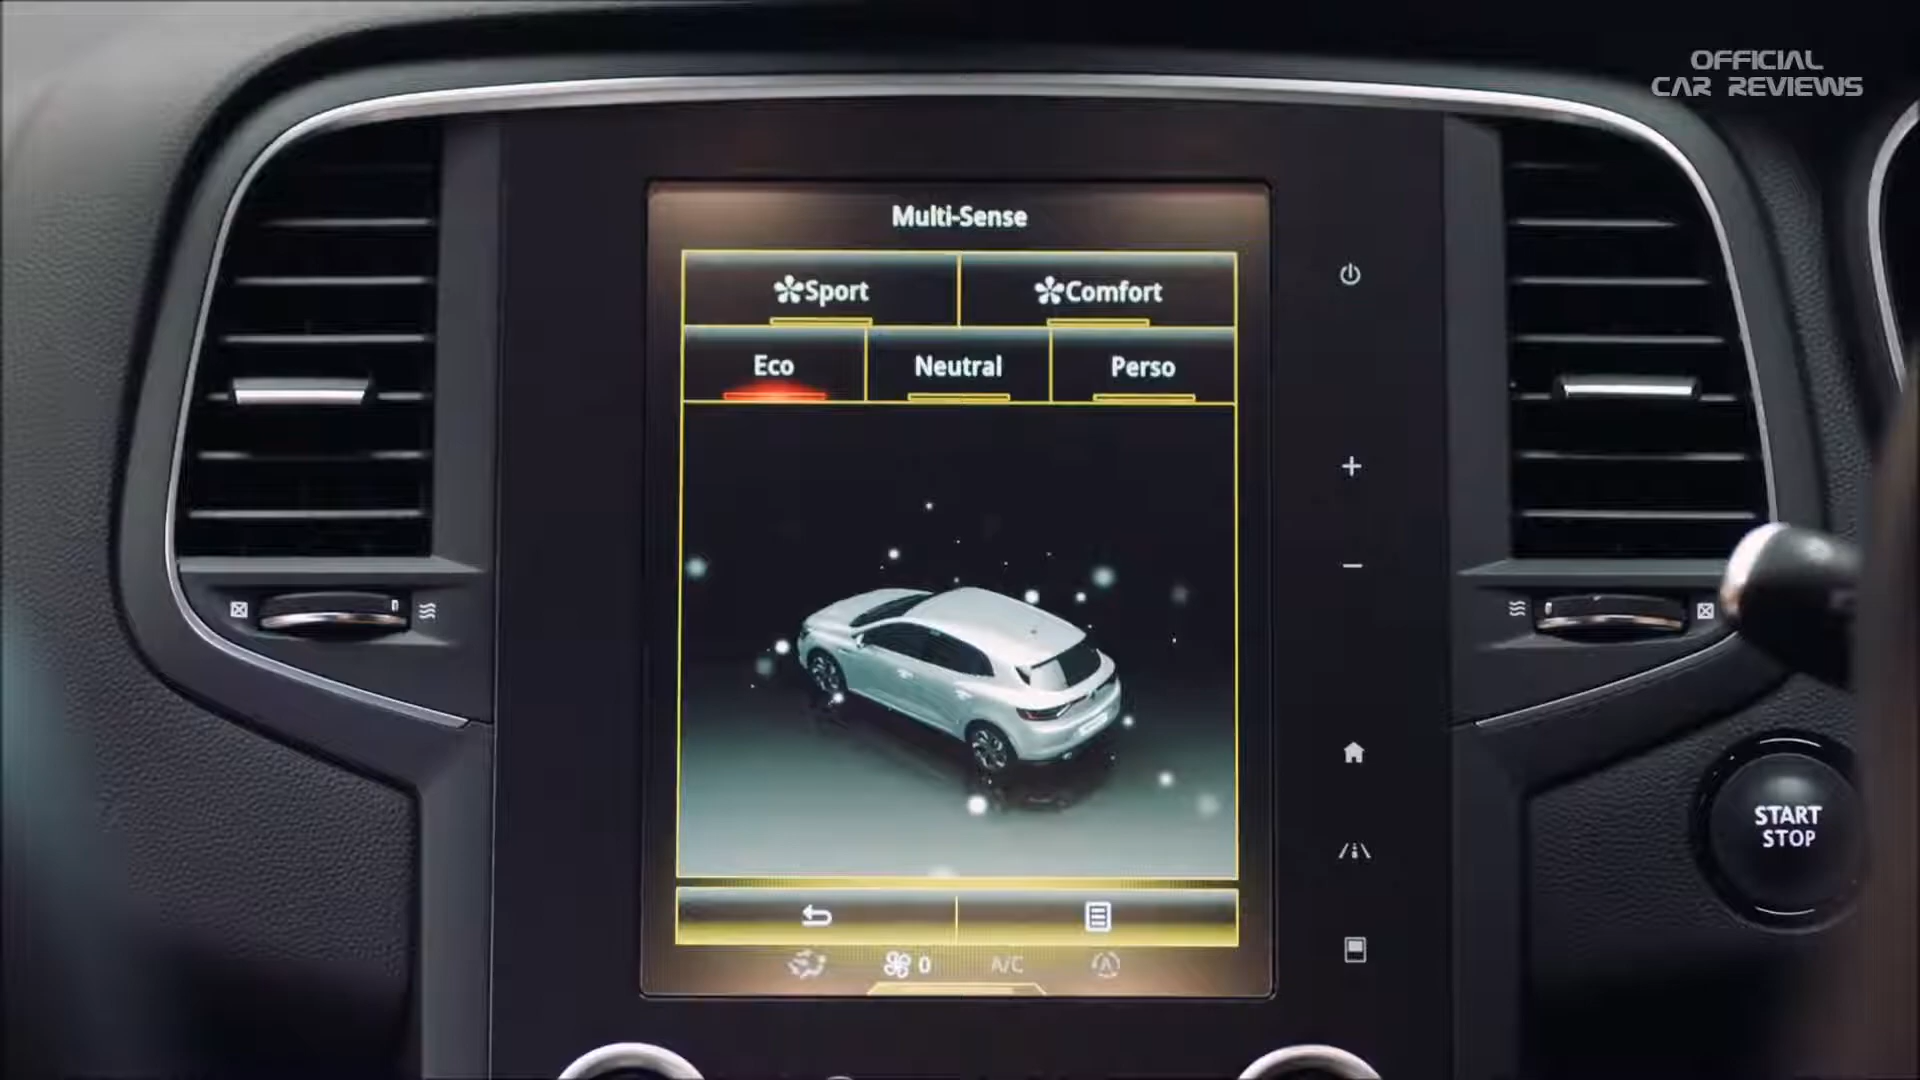 OFFICIAL
CAR REVIEWS
Multi-Sense
Sport
Comfort
Eco
Neutral
Perso
START
STOP
0
A/C
A